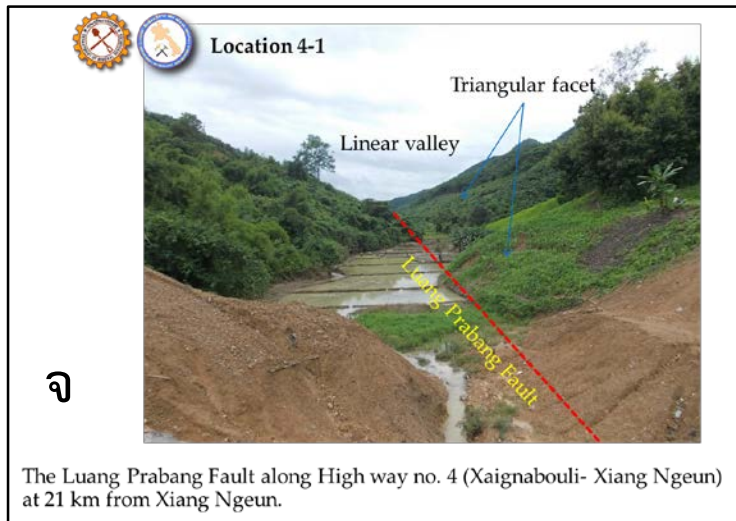 Location 4-1
Triangular facet
Linear valley
Luang Prabang Fault
จ
The Luang Prabang Fault along High way no. 4 (Xaignabouli- Xiang Ngeun)
at 21 km from Xiang Ngeun.